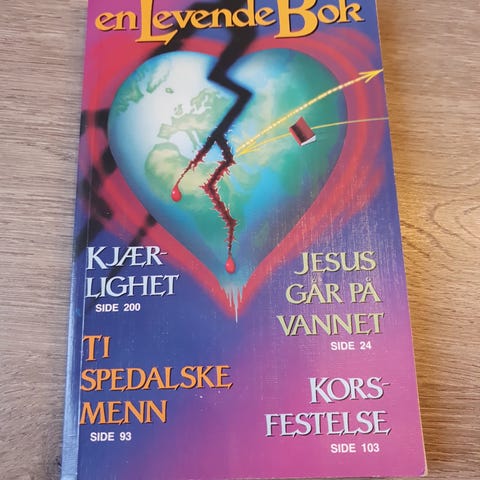 en Levende Bok
KJÆR-
LIGHET
SIDE 200
JESUS
GÅR PÅ
VANNET
SIDE 24
TI
SPEDALSKE
MENN
SIDE 93
KORS-
FESTELSE
SIDE 103